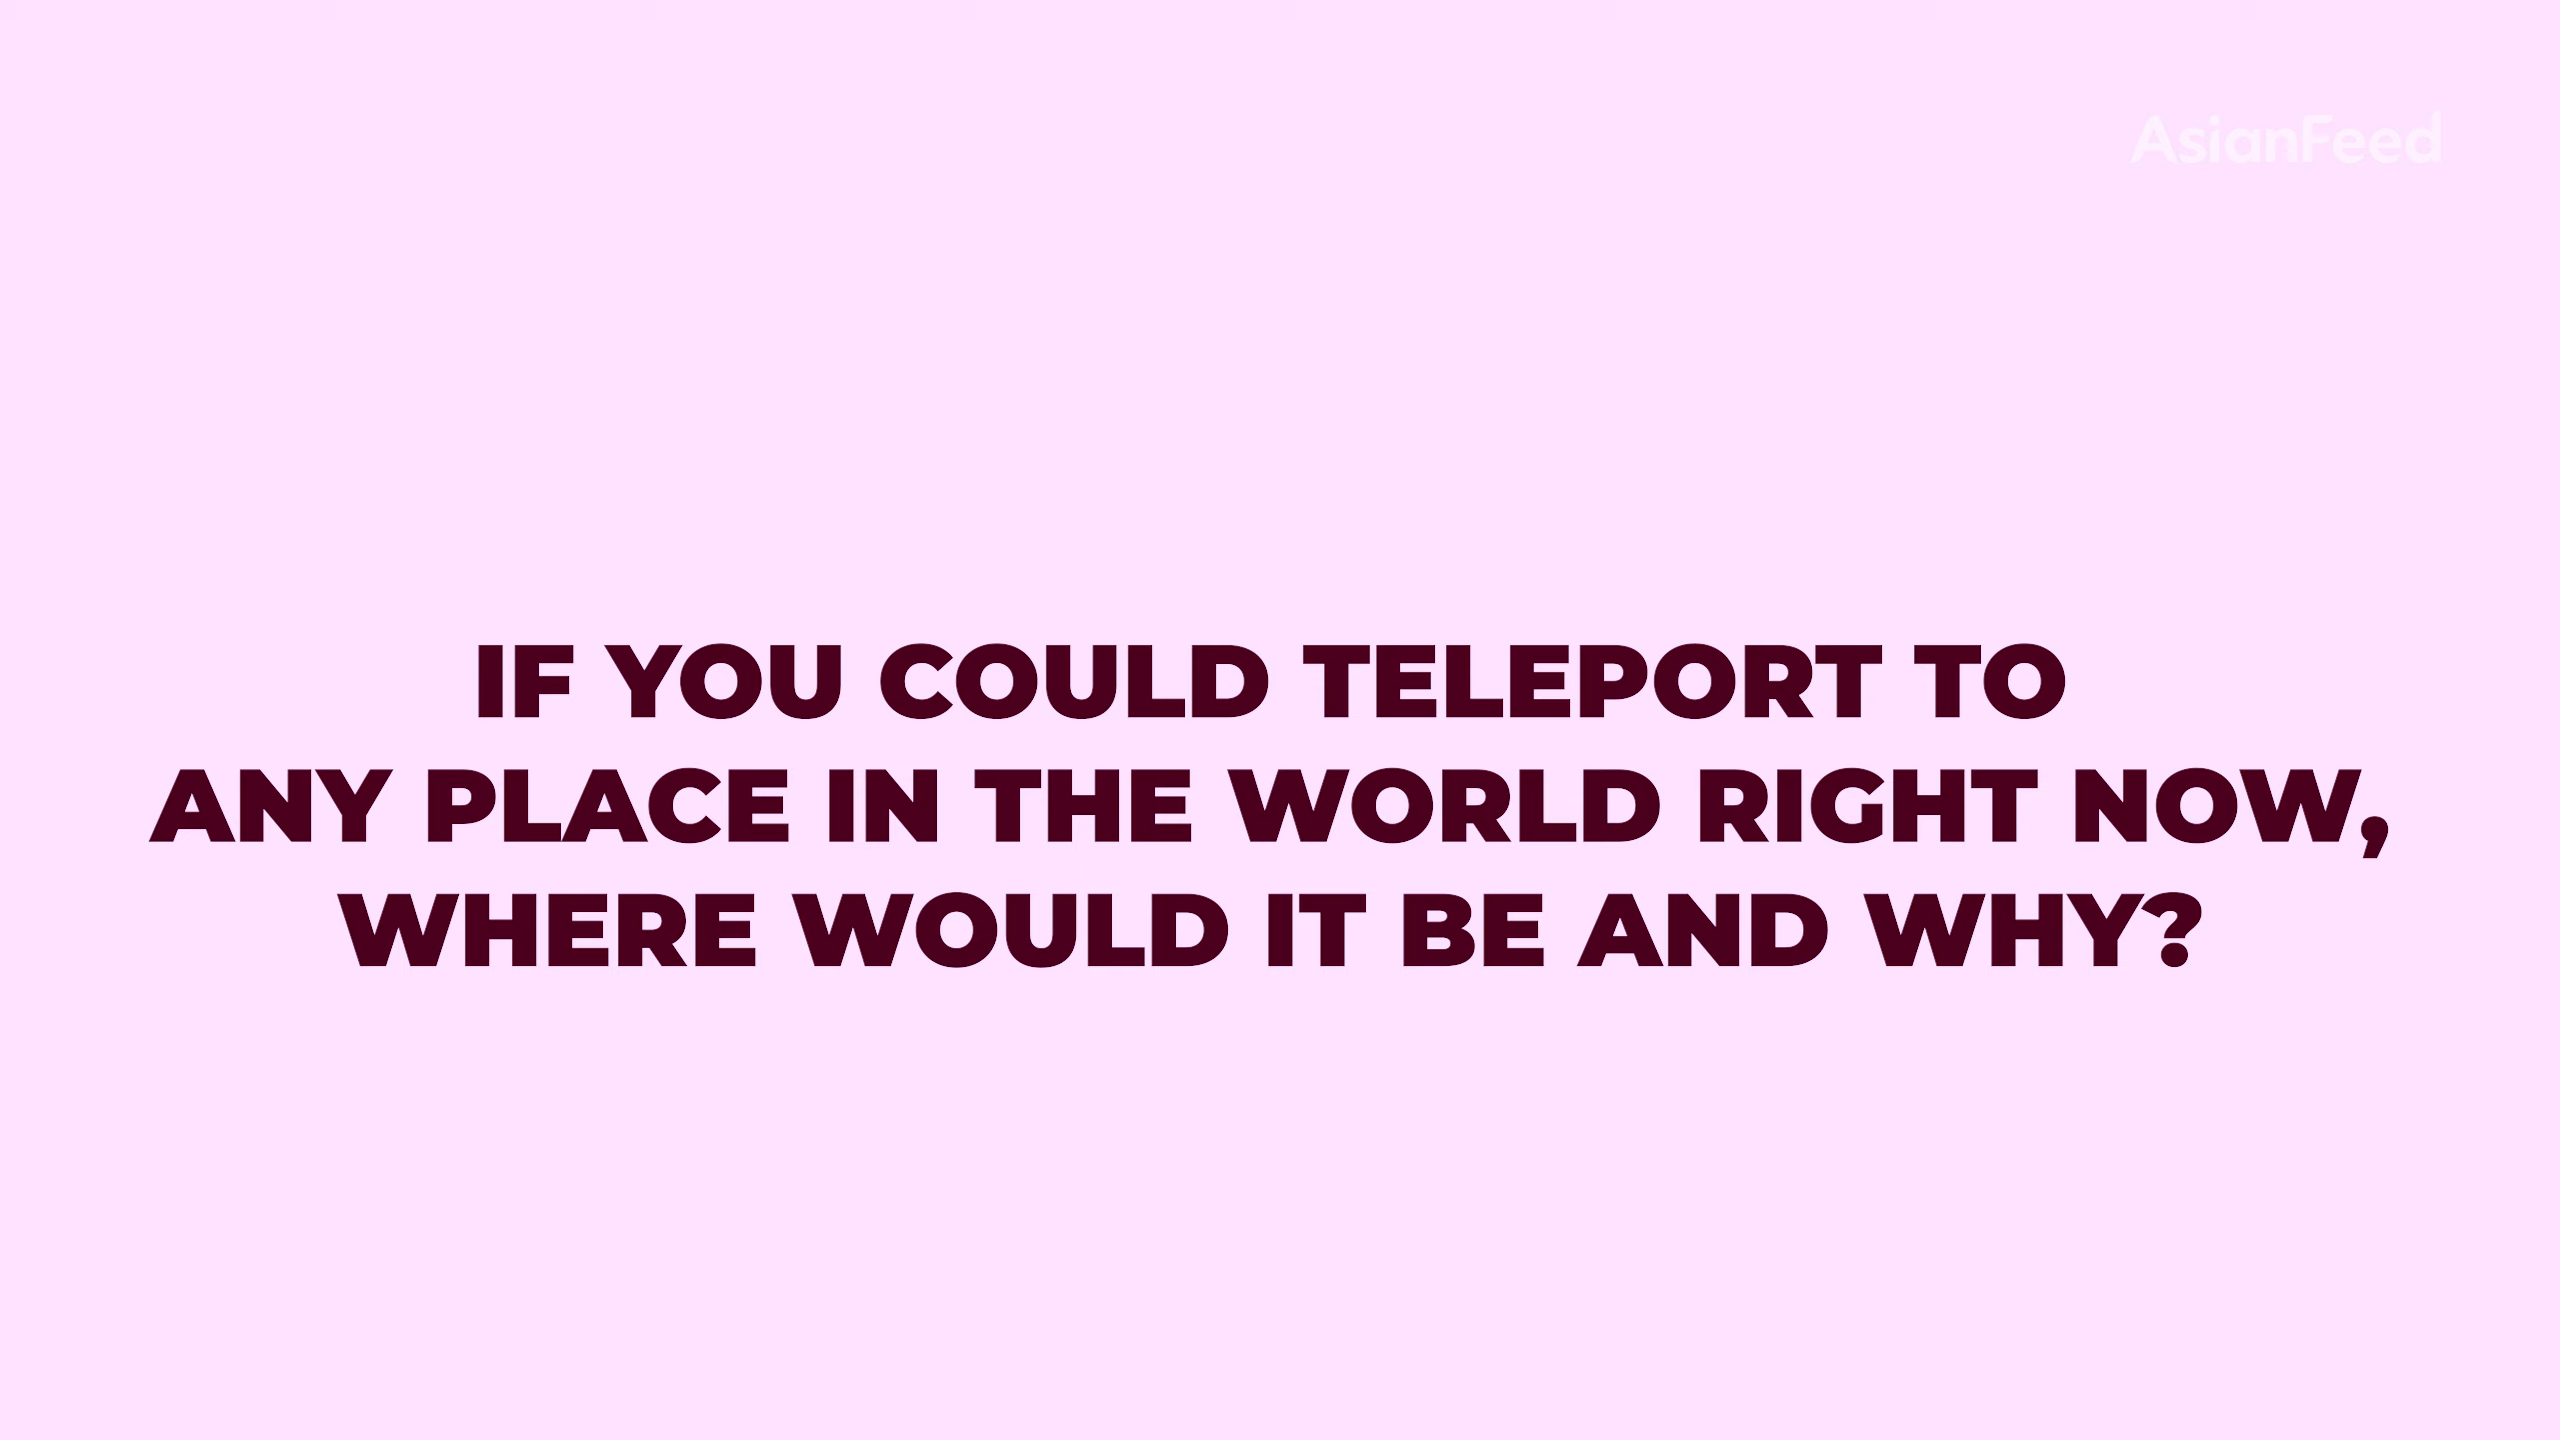 AsianFeed
IF YOU COULD TELEPORT TO
ANY PLACE IN THE WORLD RIGHT NOW,
WHERE WOULD IT BE AND WHY?